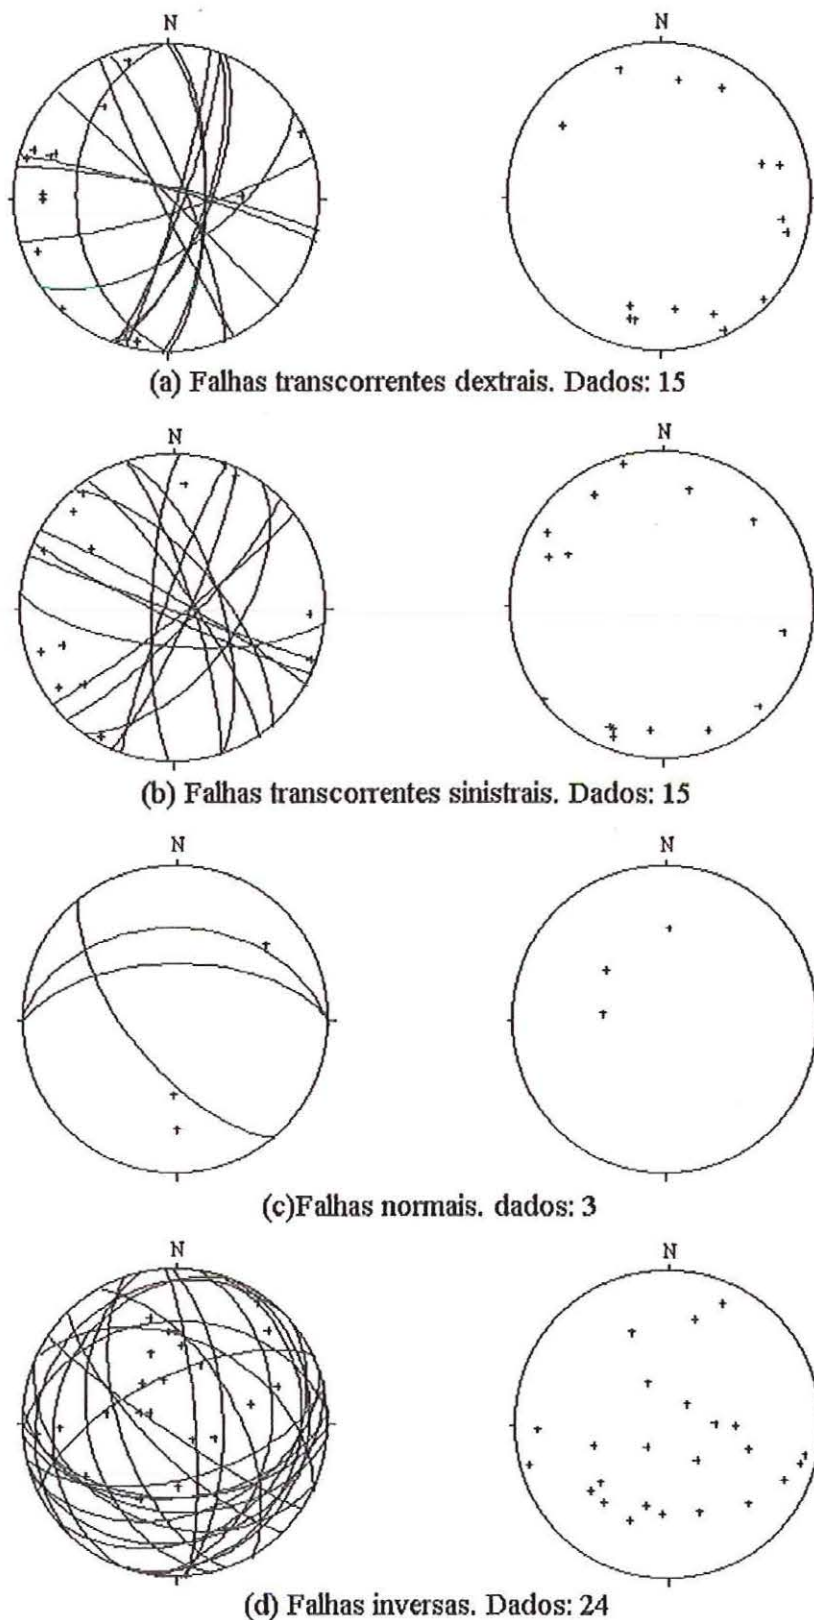 N
(a) Falhas transcorrentes dextrais. Dados: 15
N N
(b) Falhas transcorrentes sinistrais. Dados: 15
N N
(c)Falhas normais. dados: 3
N N
(d) Falhas inversas. Dados: 24